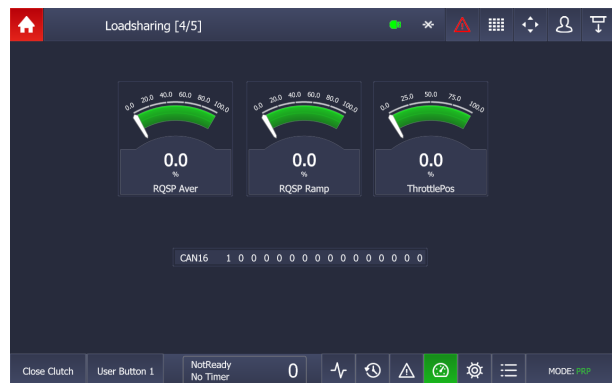 Loadsharing [4/5]
0.0 20.0 40.0 60.0 80.0 100.0
0.0
%
RQSP Aver
0.0 20.0 40.0 60.0 80.0 100.0
0.0
%
RQSP Ramp
0.0 25.0 50.0 75.0 100.0
0.0
%
ThrottlePos
CAN16 1 0 0 0 0 0 0 0 0 0 0 0 0 0 0 0
Close Clutch
User Button 1
NotReady
No Timer
0
MODE: PRP